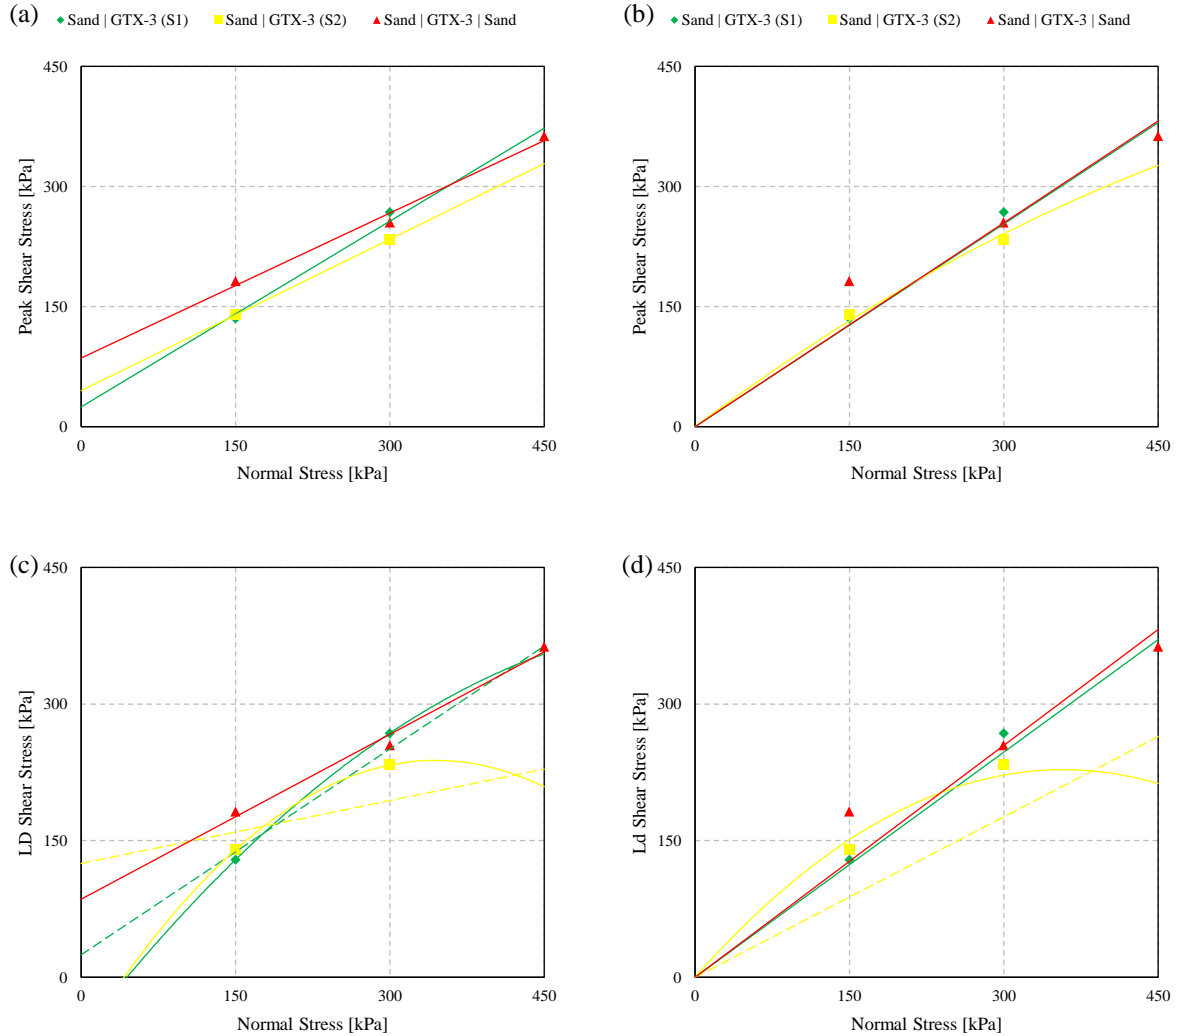 (a)
Sand | GTX-3 (S1) Sand | GTX-3 (S2) Sand | GTX-3 | Sand
450
300
150
0
Peak Shear Stress [kPa]
0 150 300 450
Normal Stress [kPa]
(b)
Sand | GTX-3 (S1) Sand | GTX-3 (S2) Sand | GTX-3 | Sand
450
300
150
0
Peak Shear Stress [kPa]
0 150 300 450
Normal Stress [kPa]
(c)
450
300
150
0
LD Shear Stress [kPa]
0 150 300 450
Normal Stress [kPa]
(d)
450
300
150
0
Ld Shear Stress [kPa]
0 150 300 450
Normal Stress [kPa]